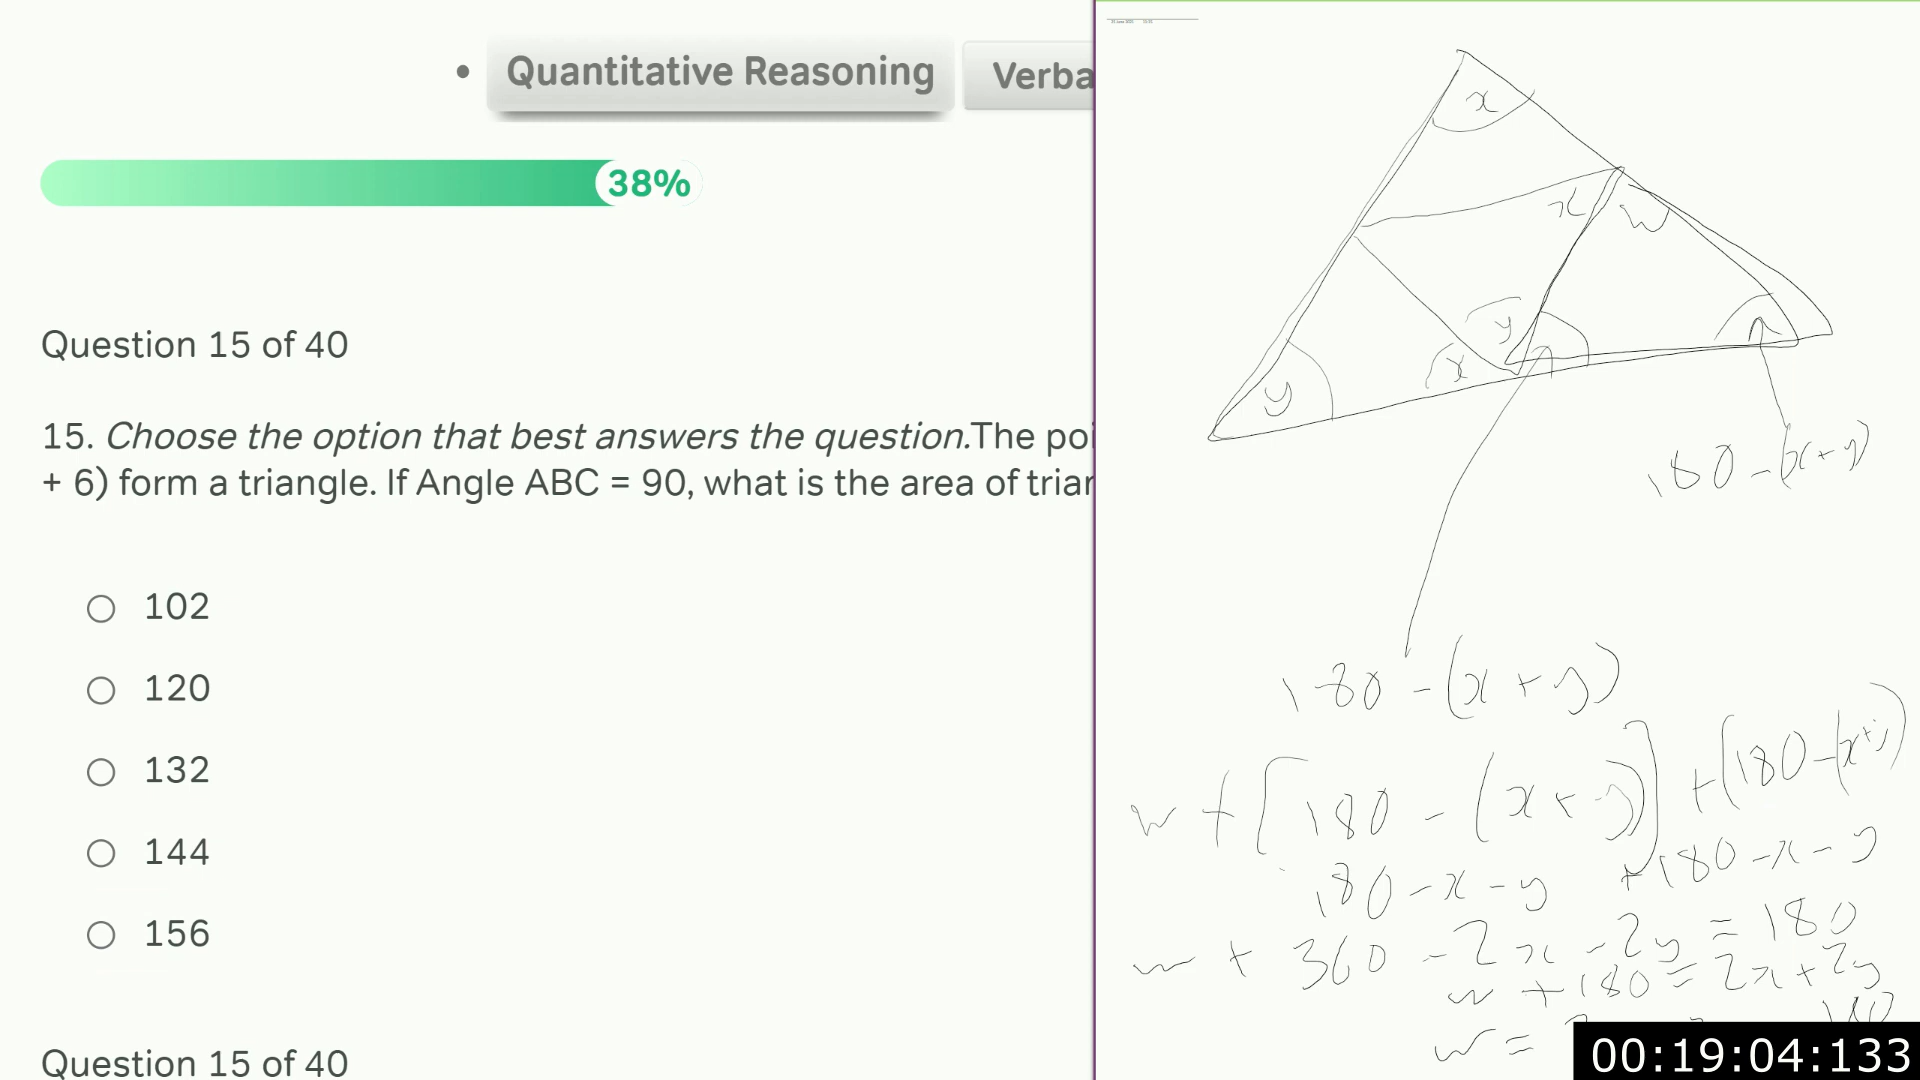 • Quantitative Reasoning Verba
38%
Question 15 of 40
15. Choose the option that best answers the question.The poi
+ 6) form a triangle. If Angle ABC = 90, what is the area of triar
102
120
132
144
156
Question 15 of 40
x
x
w
y
x
y
180 - (x + y)
180 - (x + y)
w + [180 - (x + y)] + (180 - (x + y)
180 - x - y + 180 - x - y
w + 360 - 2x - 2y = 180
w + 180 = 2x + 2y
w =
00:19:04:133